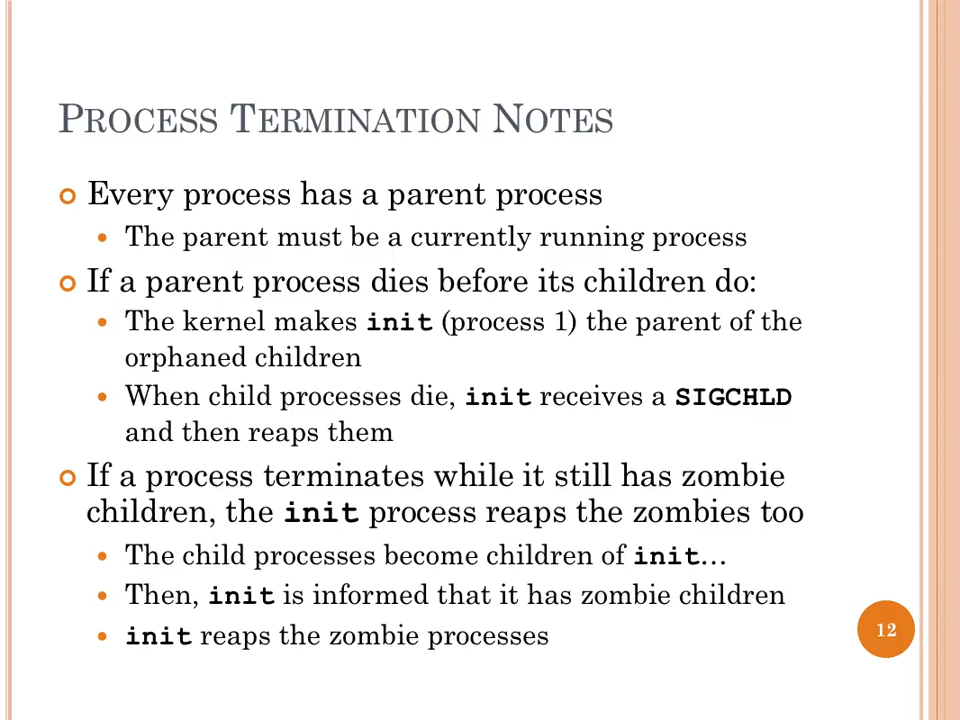 Process Termination Notes
Every process has a parent process
The parent must be a currently running process
If a parent process dies before its children do:
The kernel makes init (process 1) the parent of the
orphaned children
When child processes die, init receives a SIGCHLD
and then reaps them
If a process terminates while it still has zombie
children, the init process reaps the zombies too
The child processes become children of init…
Then, init is informed that it has zombie children
init reaps the zombie processes
12